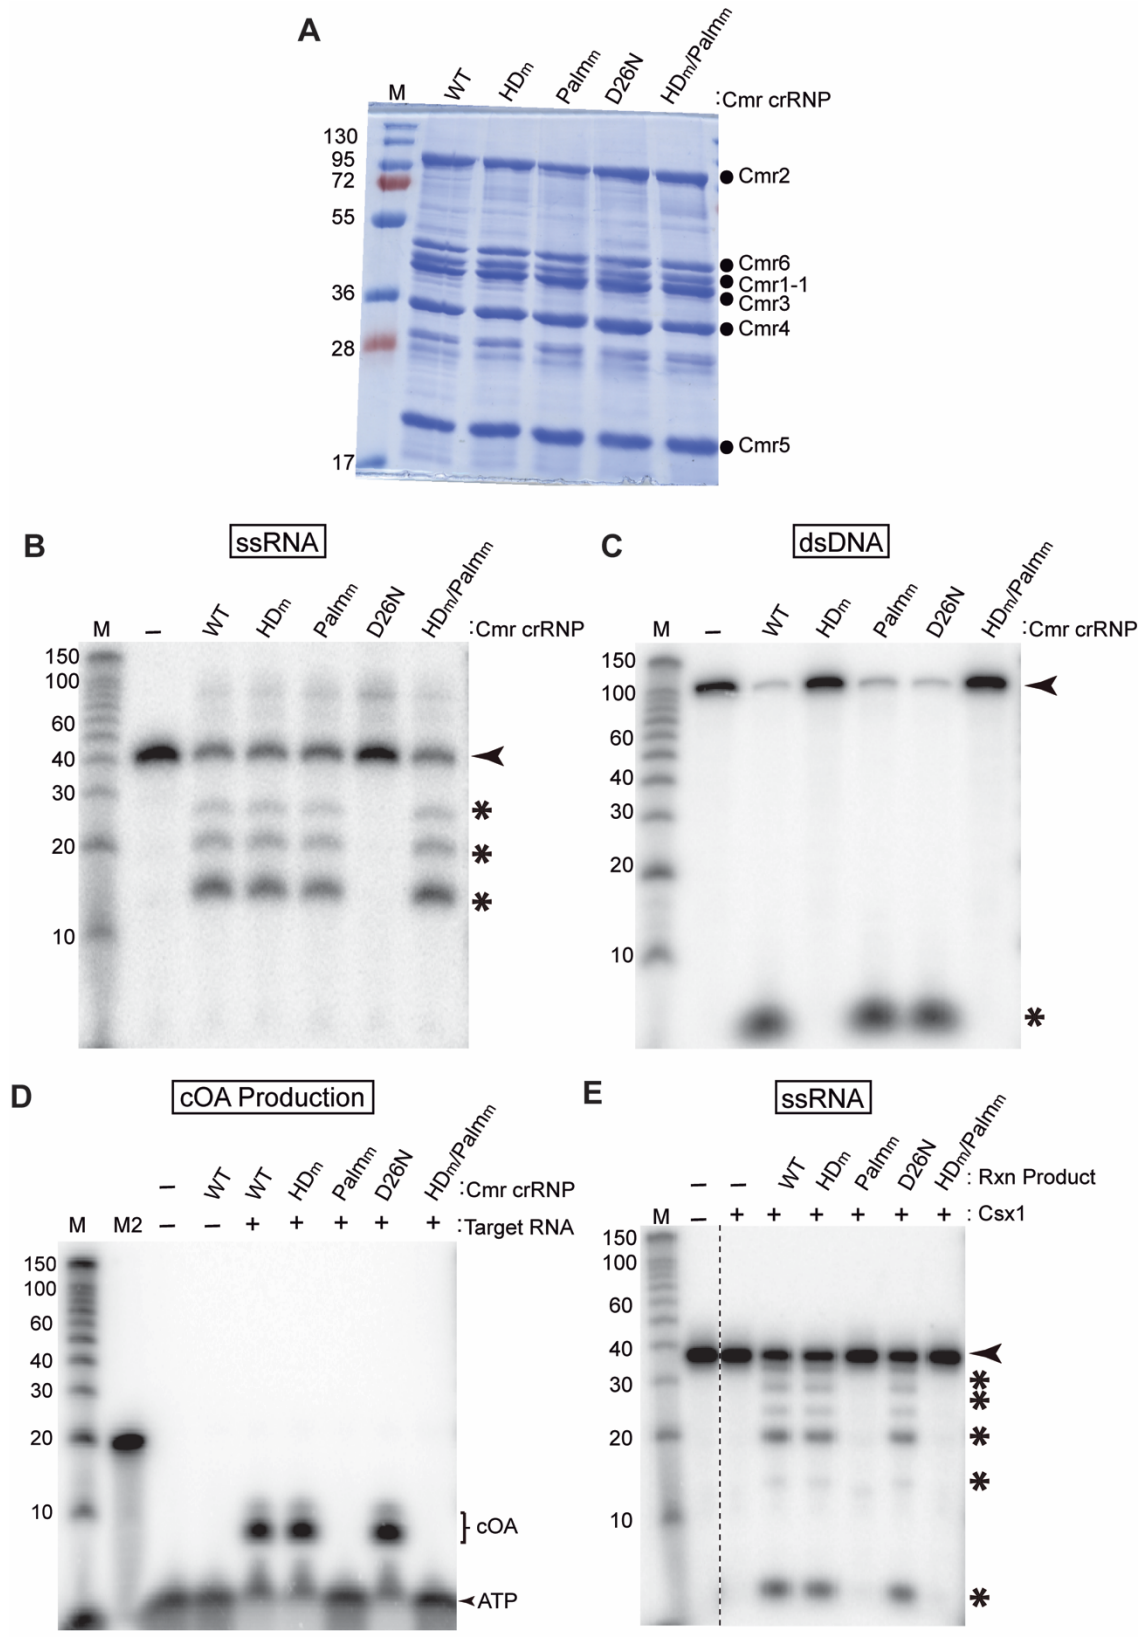 A
M WT HDm Palmm D26N HDm/Palmm :Cmr crRNP
130
95
72
55
36
28
17
Cmr2
Cmr6
Cmr1-1
Cmr3
Cmr4
Cmr5
B
ssRNA
M – WT HDm Palmm D26N HDm/Palmm :Cmr crRNP
150
100
60
40
30
20
10
*
*
*
C
dsDNA
M – WT HDm Palmm D26N HDm/Palmm :Cmr crRNP
150
100
60
40
30
20
10
*
D
cOA Production
– WT WT HDm Palmm D26N HDm/Palmm :Cmr crRNP
M M2 – – + + + + + :Target RNA
150
100
60
40
30
20
10
cOA
ATP
E
ssRNA
– – WT HDm Palmm D26N HDm/Palmm : Rxn Product
M – + + + + + + : Csx1
150
100
60
40
30
20
10
*
*
*
*
*